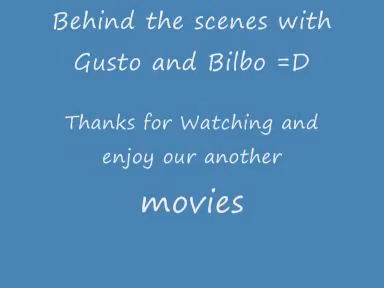 Behind the scenes with
Gusto and Bilbo =D
Thanks for Watching and
enjoy our another
movies